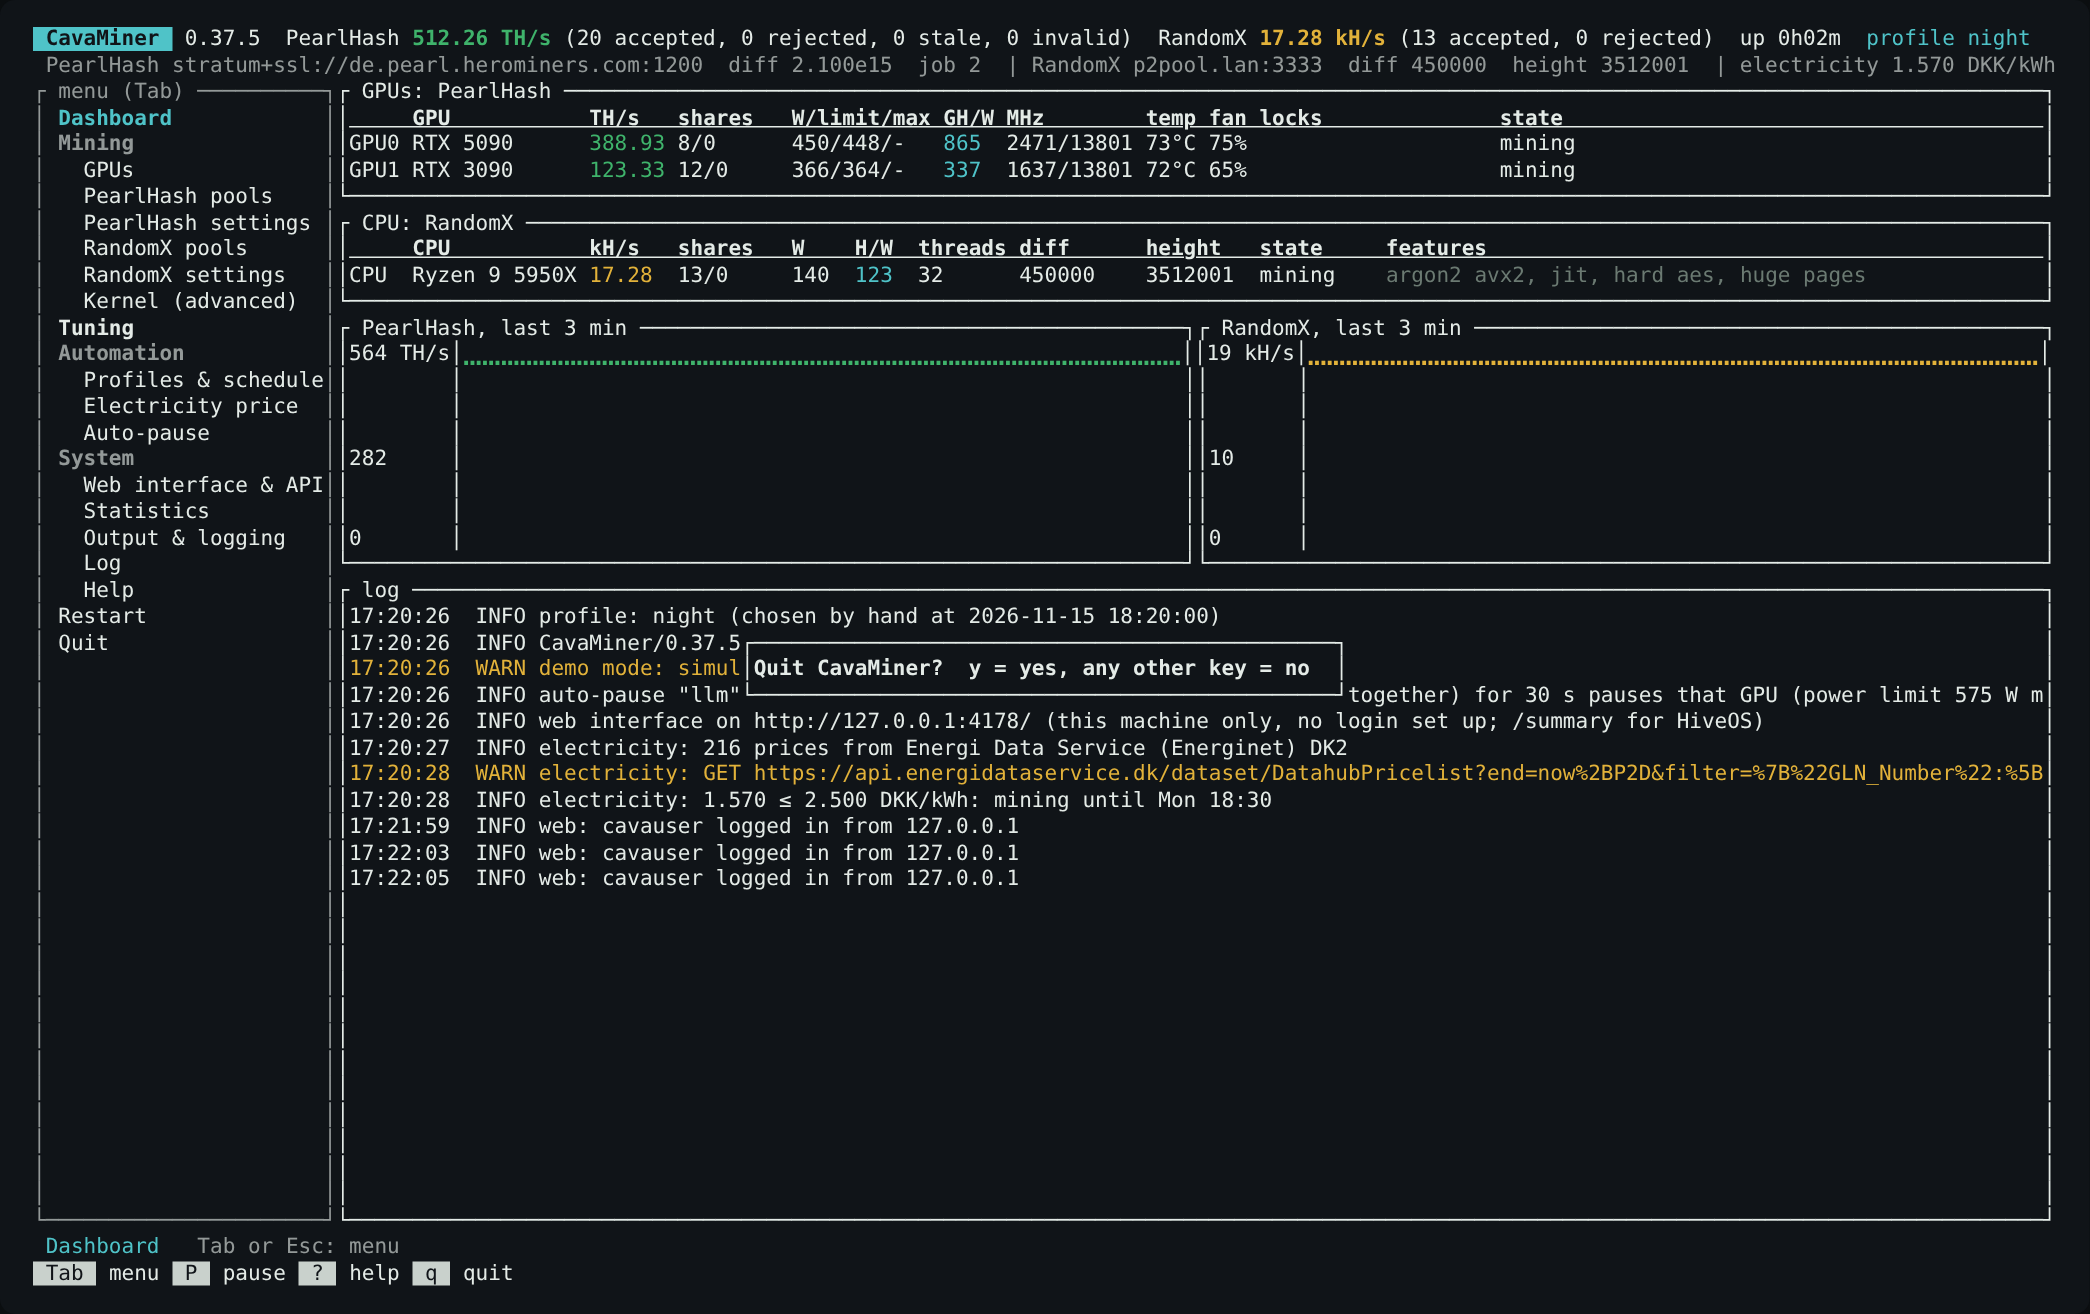 CavaMiner 0.37.5 PearlHash 512.26 TH/s (20 accepted, 0 rejected, 0 stale, 0 invalid) RandomX 17.28 kH/s (13 accepted, 0 rejected) up 0h02m profile night
PearlHash stratum+ssl://de.pearl.herominers.com:1200 diff 2.100e15 job 2 | RandomX p2pool.lan:3333 diff 450000 height 3512001 | electricity 1.570 DKK/kWh
menu (Tab)
Dashboard
Mining
GPUs
PearlHash pools
PearlHash settings
RandomX pools
RandomX settings
Kernel (advanced)
Tuning
Automation
Profiles & schedule
Electricity price
Auto-pause
System
Web interface & API
Statistics
Output & logging
Log
Help
Restart
Quit
GPUs: PearlHash
GPU TH/s shares W/limit/max GH/W MHz temp fan locks state
GPU0 RTX 5090 388.93 8/0 450/448/- 865 2471/13801 73°C 75% mining
GPU1 RTX 3090 123.33 12/0 366/364/- 337 1637/13801 72°C 65% mining
CPU: RandomX
CPU kH/s shares W H/W threads diff height state features
CPU Ryzen 9 5950X 17.28 13/0 140 123 32 450000 3512001 mining argon2 avx2, jit, hard aes, huge pages
PearlHash, last 3 min
564 TH/s
282
0
RandomX, last 3 min
19 kH/s
10
0
log
17:20:26 INFO profile: night (chosen by hand at 2026-11-15 18:20:00)
17:20:26 INFO CavaMiner/0.37.5
17:20:26 WARN demo mode: simul
Quit CavaMiner? y = yes, any other key = no
17:20:26 INFO auto-pause "llm" together) for 30 s pauses that GPU (power limit 575 W m
17:20:26 INFO web interface on http://127.0.0.1:4178/ (this machine only, no login set up; /summary for HiveOS)
17:20:27 INFO electricity: 216 prices from Energi Data Service (Energinet) DK2
17:20:28 WARN electricity: GET https://api.energidataservice.dk/dataset/DatahubPricelist?end=now%2BP2D&filter=%7B%22GLN_Number%22:%5B
17:20:28 INFO electricity: 1.570 ≤ 2.500 DKK/kWh: mining until Mon 18:30
17:21:59 INFO web: cavauser logged in from 127.0.0.1
17:22:03 INFO web: cavauser logged in from 127.0.0.1
17:22:05 INFO web: cavauser logged in from 127.0.0.1
Dashboard Tab or Esc: menu
Tab menu P pause ? help q quit